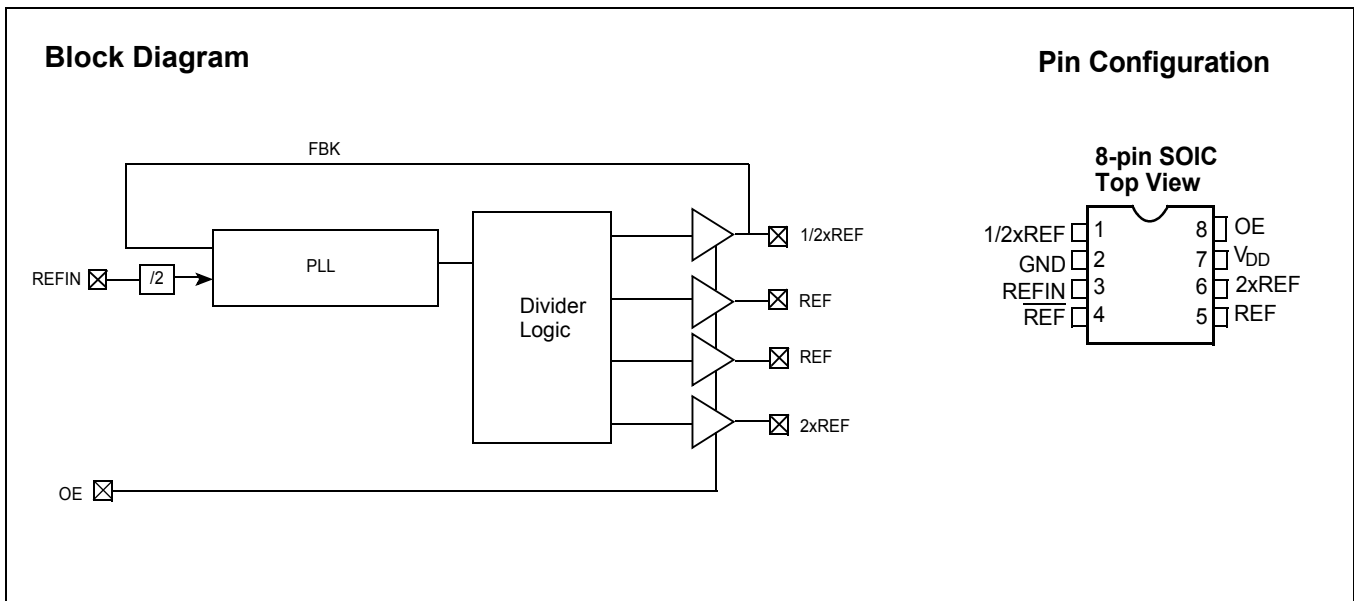 Block Diagram
FBK
REFIN
/2
PLL
Divider
Logic
1/2xREF
REF
REF
2xREF
OE
Pin Configuration
8-pin SOIC
Top View
1/2xREF 1 8 OE
GND 2 7 VDD
REFIN 3 6 2xREF
R̅E̅F̅ 4 5 REF